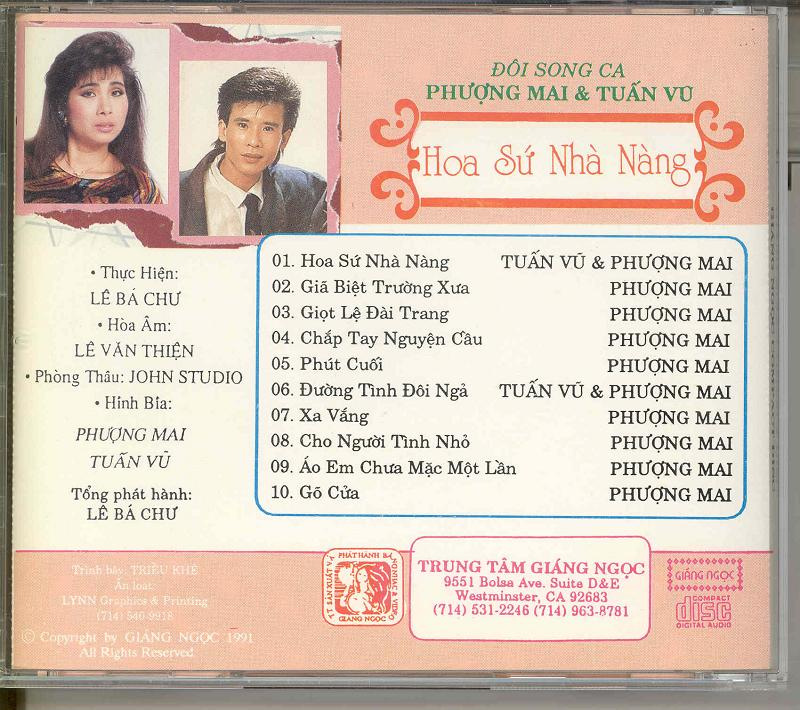 ĐÔI SONG CA
PHƯỢNG MAI & TUẤN VŨ
Hoa Sứ Nhà Nàng
• Thực Hiện:
LÊ BÁ CHƯ
• Hòa Âm:
LÊ VĂN THIỆN
• Phòng Thâu: JOHN STUDIO
• Hình Bìa:
PHƯỢNG MAI
TUẤN VŨ
Tổng phát hành:
LÊ BÁ CHƯ
01. Hoa Sứ Nhà Nàng TUẤN VŨ & PHƯỢNG MAI
02. Giã Biệt Trường Xưa PHƯỢNG MAI
03. Giọt Lệ Đài Trang PHƯỢNG MAI
04. Chắp Tay Nguyện Cầu PHƯỢNG MAI
05. Phút Cuối PHƯỢNG MAI
06. Đường Tình Đôi Ngả TUẤN VŨ & PHƯỢNG MAI
07. Xa Vắng PHƯỢNG MAI
08. Cho Người Tình Nhỏ PHƯỢNG MAI
09. Áo Em Chưa Mặc Một Lần PHƯỢNG MAI
10. Gõ Cửa PHƯỢNG MAI
Trình bày: TRIỀU KHÊ
Ấn loát
LYNN Graphics & Printing
(714) 540-9918
© Copyright by GIÁNG NGỌC 1991
All Rights Reserved
TT SẢN XUẤT VÀ PHÁT HÀNH
GIÁNG NGỌC
TRUNG TÂM GIÁNG NGỌC
9551 Bolsa Ave. Suite D&E
Westminster, CA 92683
(714) 531-2246 (714) 963-8781
GIÁNG NGỌC
COMPACT
disc
DIGITAL AUDIO